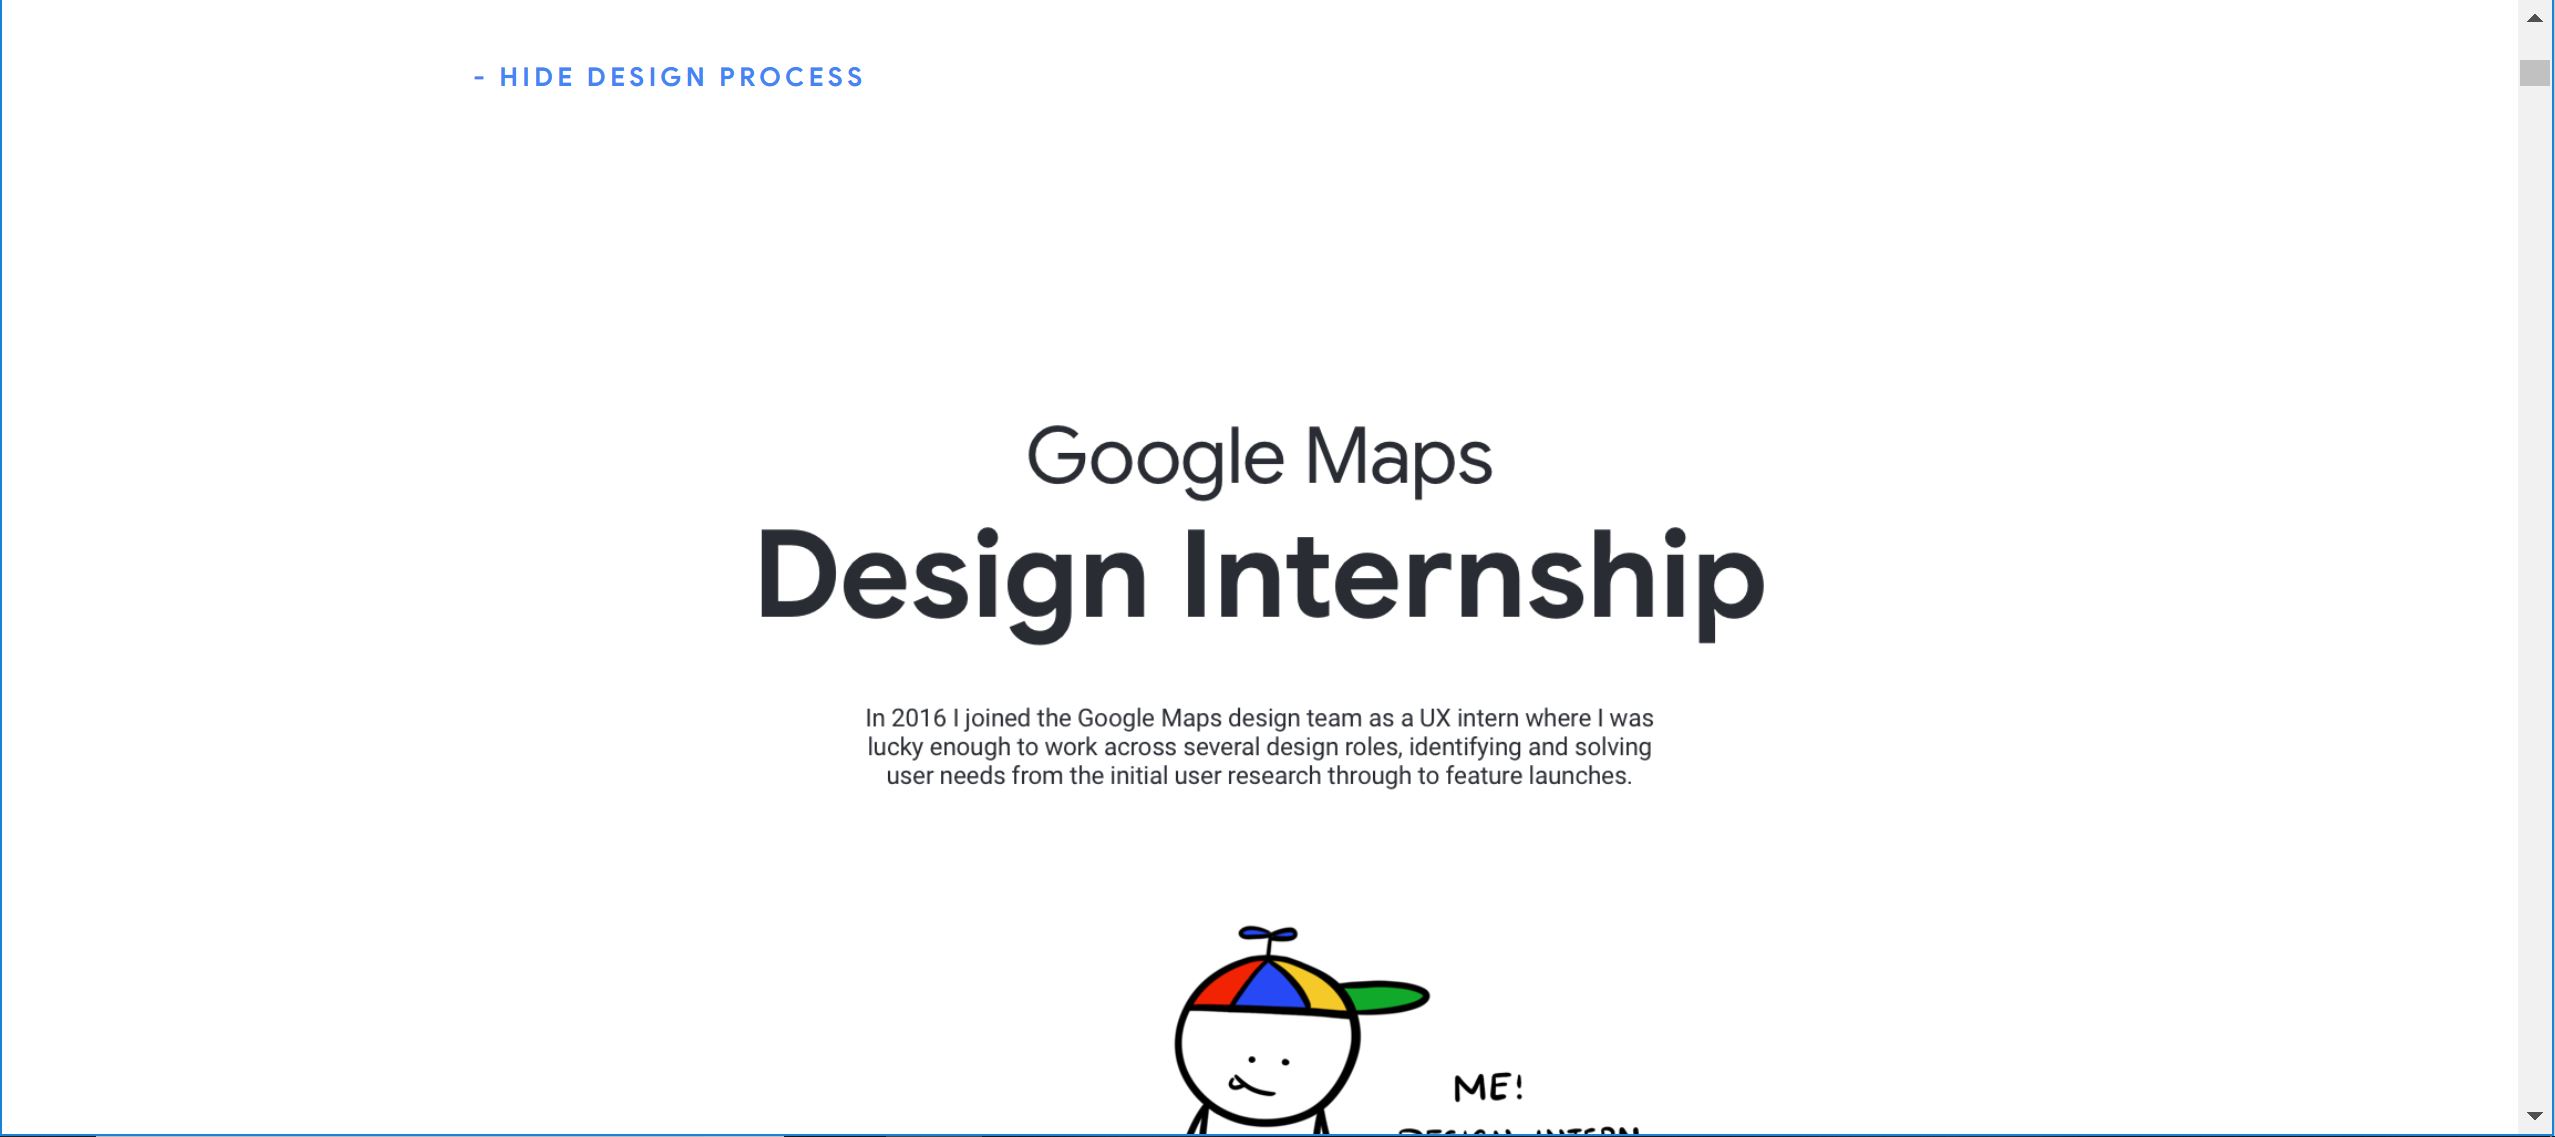 - HIDE DESIGN PROCESS
Google Maps
Design Internship
In 2016 I joined the Google Maps design team as a UX intern where I was
lucky enough to work across several design roles, identifying and solving
user needs from the initial user research through to feature launches.
ME!
DESIGN INTERN